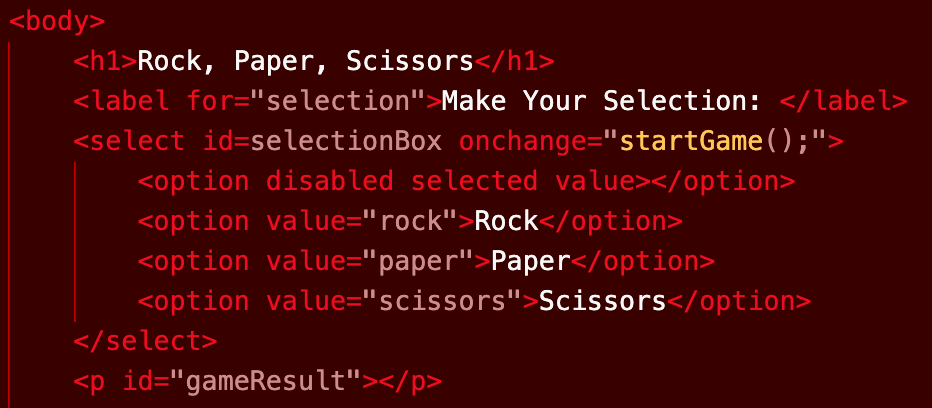 <body>
<h1>Rock, Paper, Scissors</h1>
<label for="selection">Make Your Selection: </label>
<select id=selectionBox onchange="startGame();">
<option disabled selected value></option>
<option value="rock">Rock</option>
<option value="paper">Paper</option>
<option value="scissors">Scissors</option>
</select>
<p id="gameResult"></p>